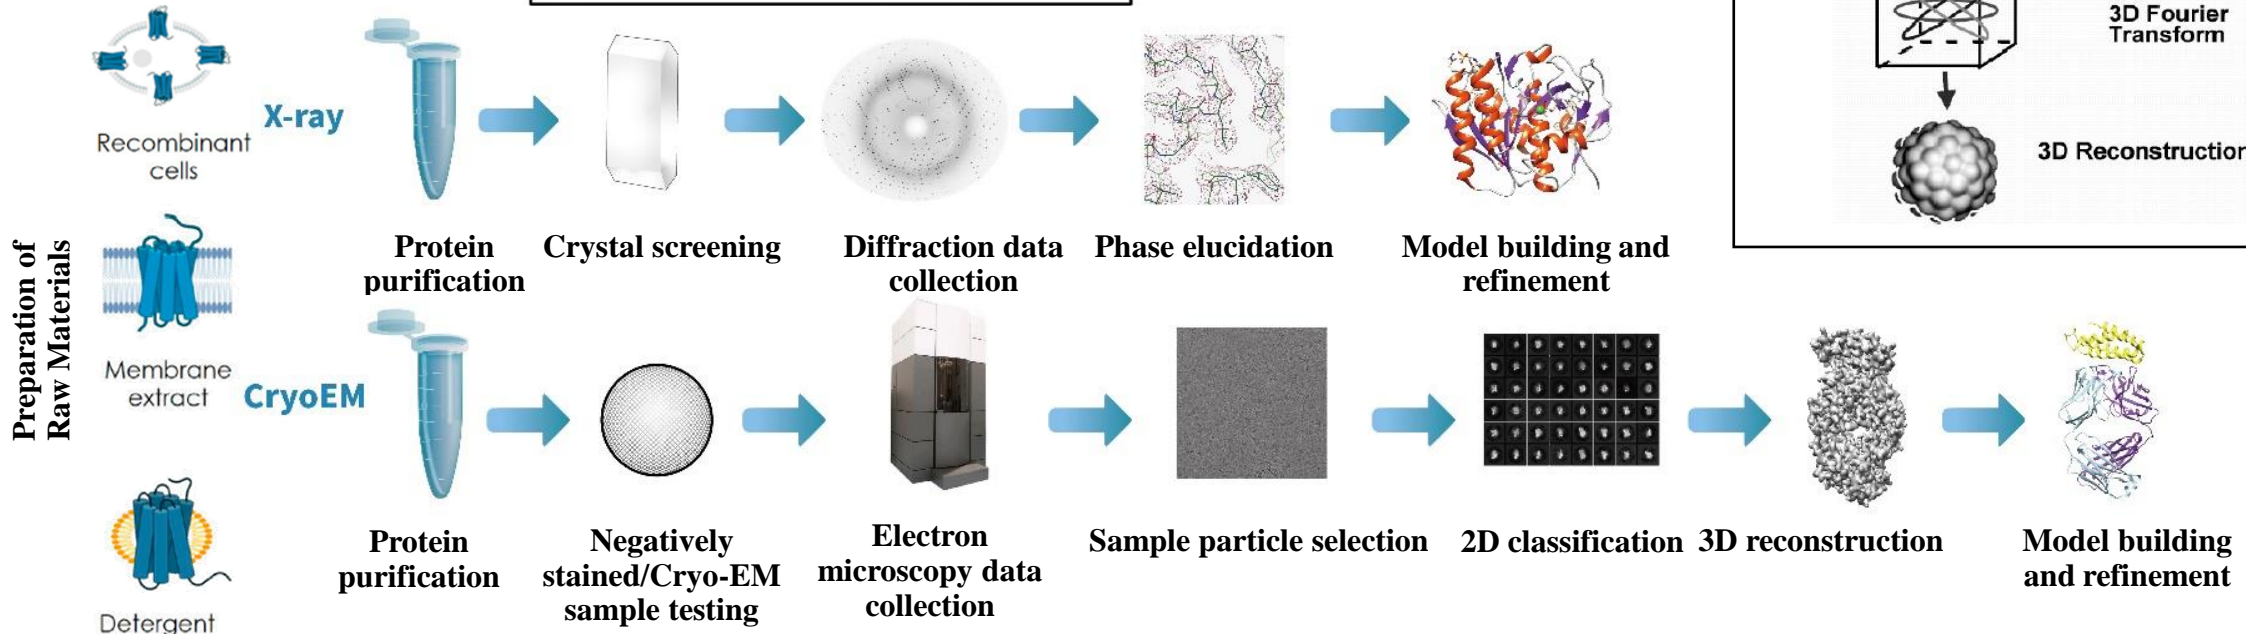 3D Fourier
Transform
3D Reconstruction
Preparation of
Raw Materials
Recombinant
cells
Membrane
extract
Detergent
X-ray
Protein
purification
Crystal screening
Diffraction data
collection
Phase elucidation
Model building and
refinement
CryoEM
Protein
purification
Negatively
stained/Cryo-EM
sample testing
Electron
microscopy data
collection
Sample particle selection
2D classification
3D reconstruction
Model building
and refinement